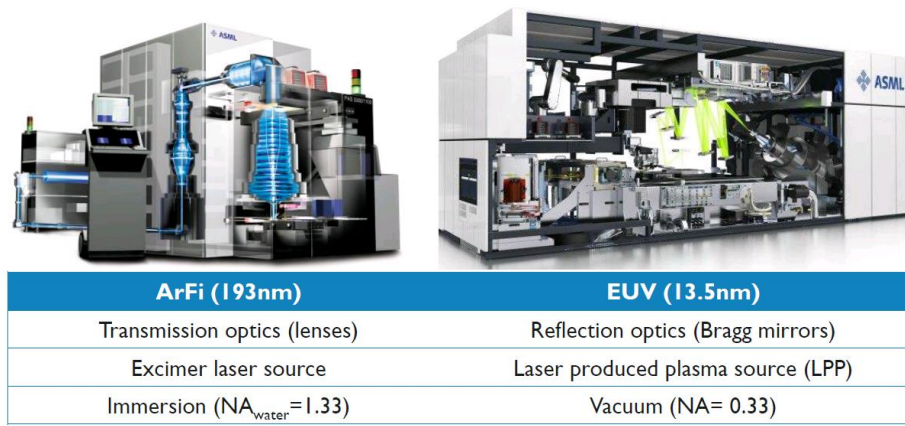 ASML
ASML
ArFi (193nm)
EUV (13.5nm)
Transmission optics (lenses)
Reflection optics (Bragg mirrors)
Excimer laser source
Laser produced plasma source (LPP)
Immersion (NAwater=1.33)
Vacuum (NA= 0.33)